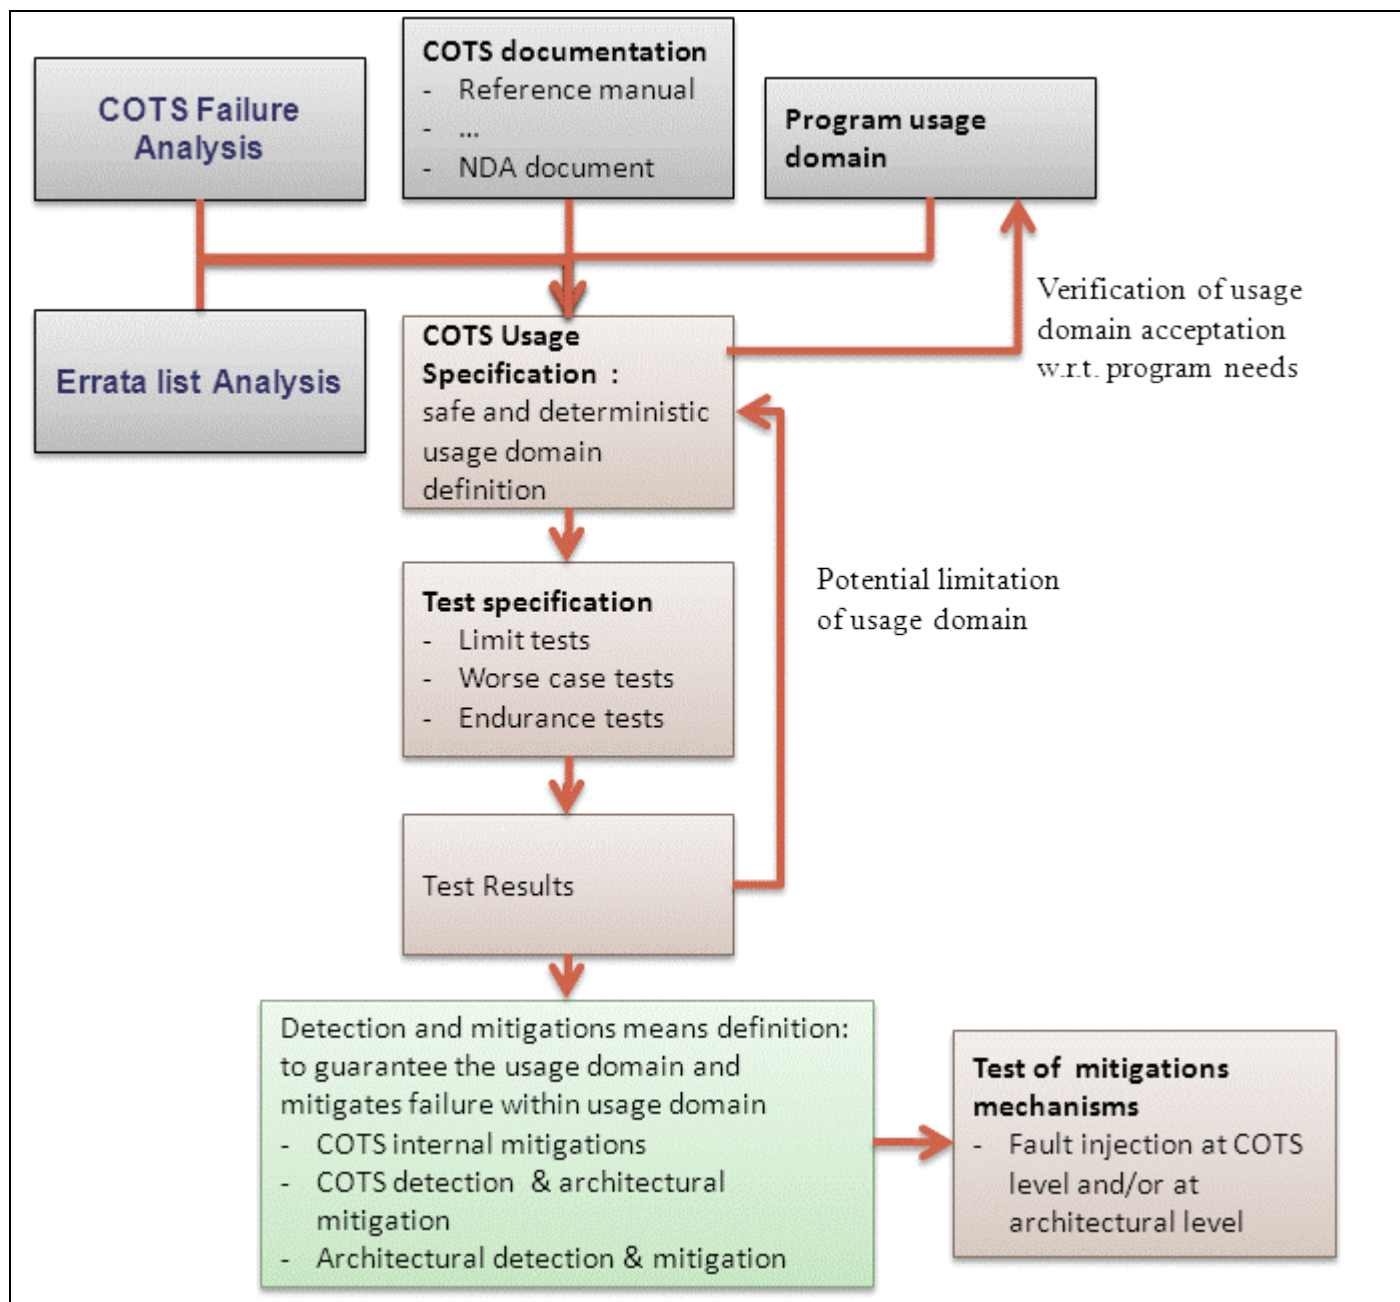 COTS Failure
Analysis
COTS documentation
- Reference manual
- ...
- NDA document
Program usage
domain
Errata list Analysis
COTS Usage
Specification :
safe and deterministic
usage domain
definition
Verification of usage
domain acceptation
w.r.t. program needs
Test specification
- Limit tests
- Worse case tests
- Endurance tests
Potential limitation
of usage domain
Test Results
Detection and mitigations means definition:
to guarantee the usage domain and
mitigates failure within usage domain
- COTS internal mitigations
- COTS detection & architectural
mitigation
- Architectural detection & mitigation
Test of mitigations
mechanisms
- Fault injection at COTS
level and/or at
architectural level